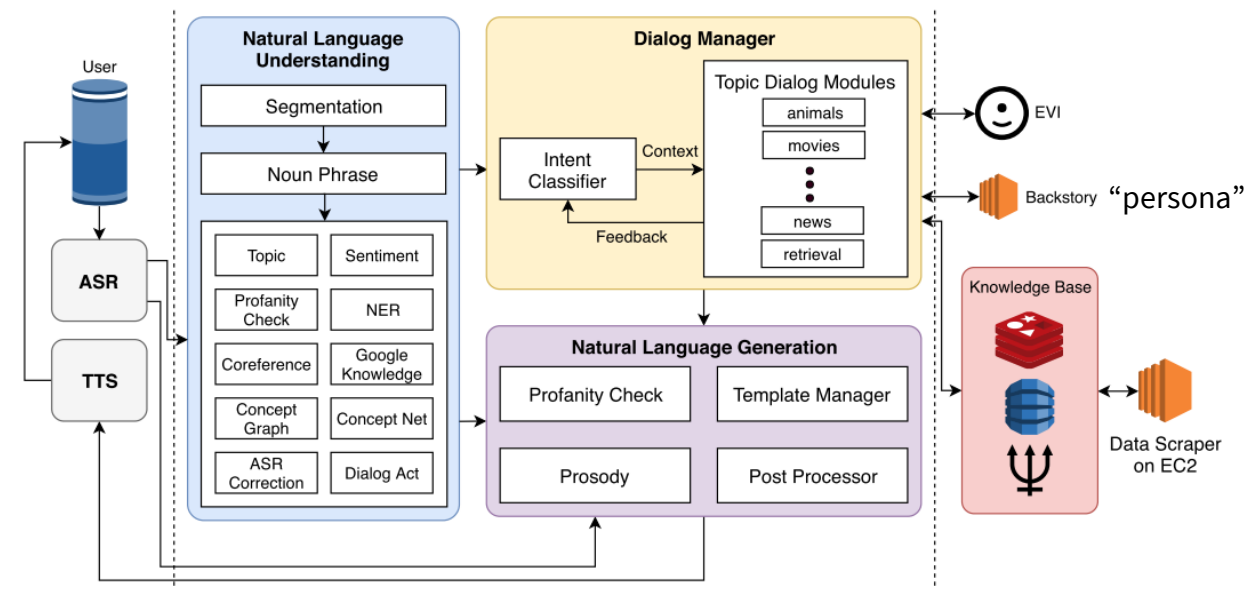 User
ASR
TTS
Natural Language
Understanding
Segmentation
Noun Phrase
Topic
Sentiment
Profanity
Check
NER
Coreference
Google
Knowledge
Concept
Graph
Concept Net
ASR
Correction
Dialog Act
Dialog Manager
Intent
Classifier
Context
Feedback
Topic Dialog Modules
animals
movies
news
retrieval
Natural Language Generation
Profanity Check
Template Manager
Prosody
Post Processor
EVI
Backstory “persona”
Knowledge Base
Data Scraper
on EC2